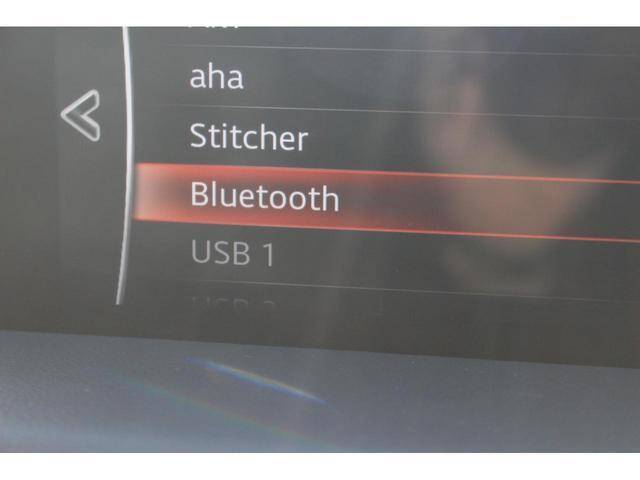 aha
Stitcher
Bluetooth
USB 1